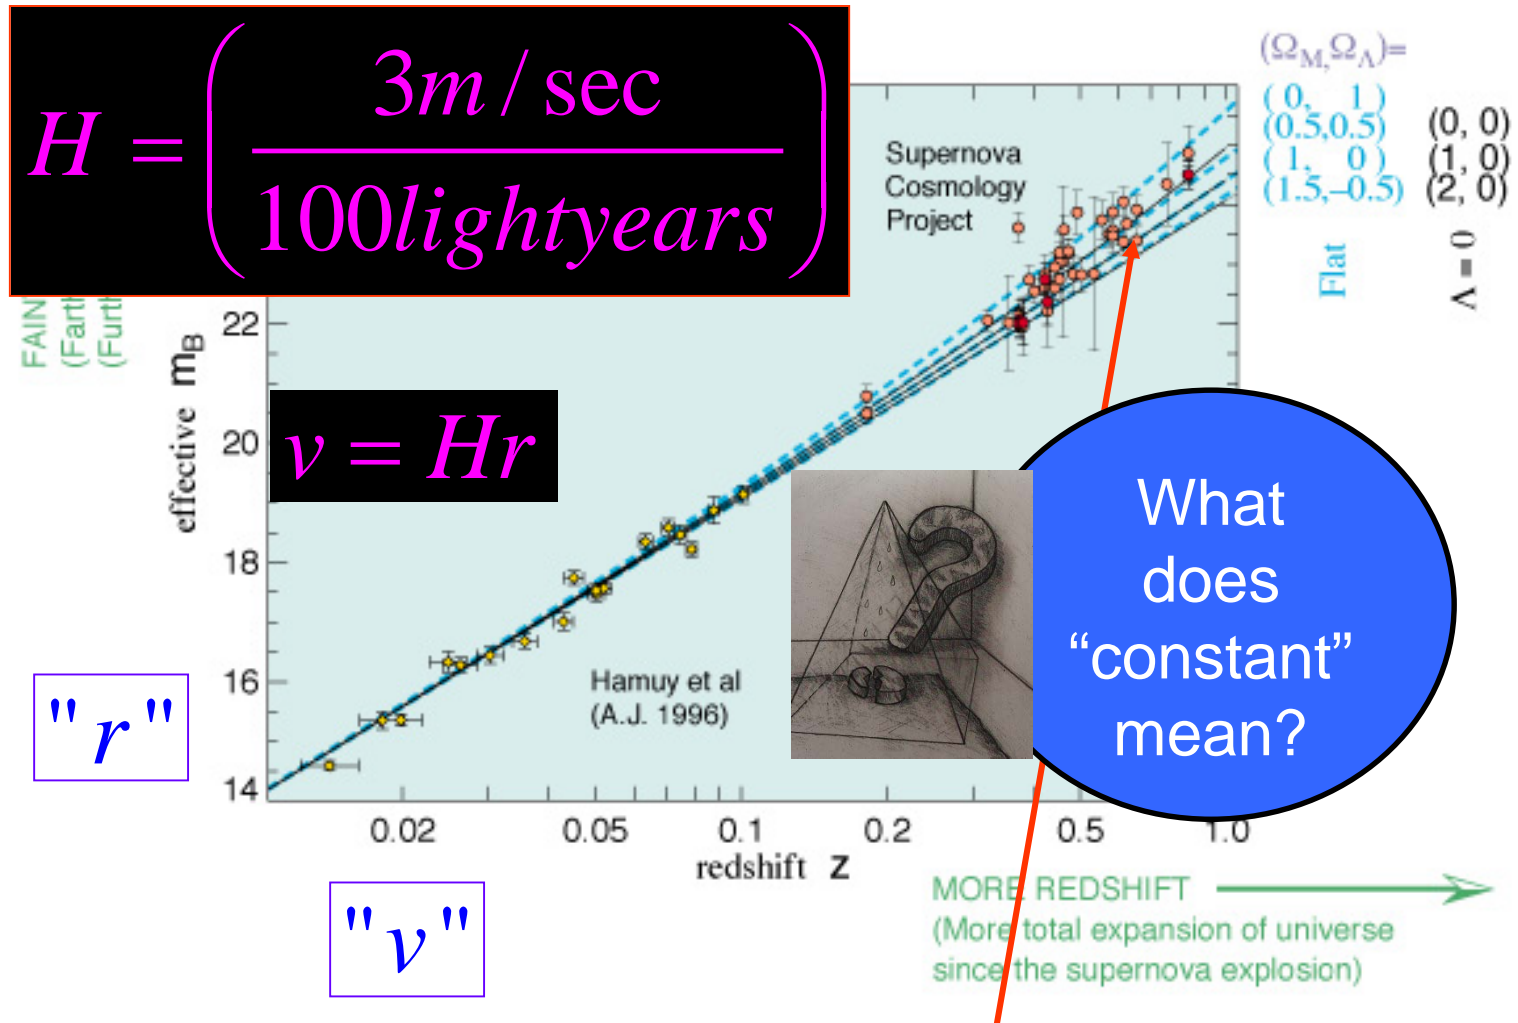 H = ( 3m / sec / 100lightyears )
(ΩM,ΩΛ)=
( 0, 1 )
(0.5,0.5) (0, 0)
( 1, 0 ) (1, 0)
(1.5,–0.5) (2, 0)
Flat
Λ = 0
Supernova
Cosmology
Project
FAIN
(Farth
(Furth
effective mB
22
20
18
16
14
v = Hr
What
does
“constant”
mean?
?
Hamuy et al
(A.J. 1996)
"r"
0.02 0.05 0.1 0.2 0.5 1.0
redshift z
"v"
MORE REDSHIFT
(More total expansion of universe
since the supernova explosion)